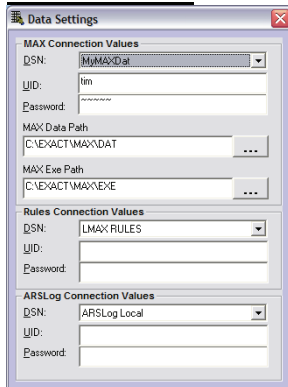 Data Settings
MAX Connection Values
DSN: MyMAXDat
UID: tim
Password: ~~~~~
MAX Data Path
C:\EXACT\MAX\DAT ...
MAX Exe Path
C:\EXACT\MAX\EXE ...
Rules Connection Values
DSN: LMAX RULES
UID:
Password:
ARSLog Connection Values
DSN: ARSLog Local
UID:
Password: